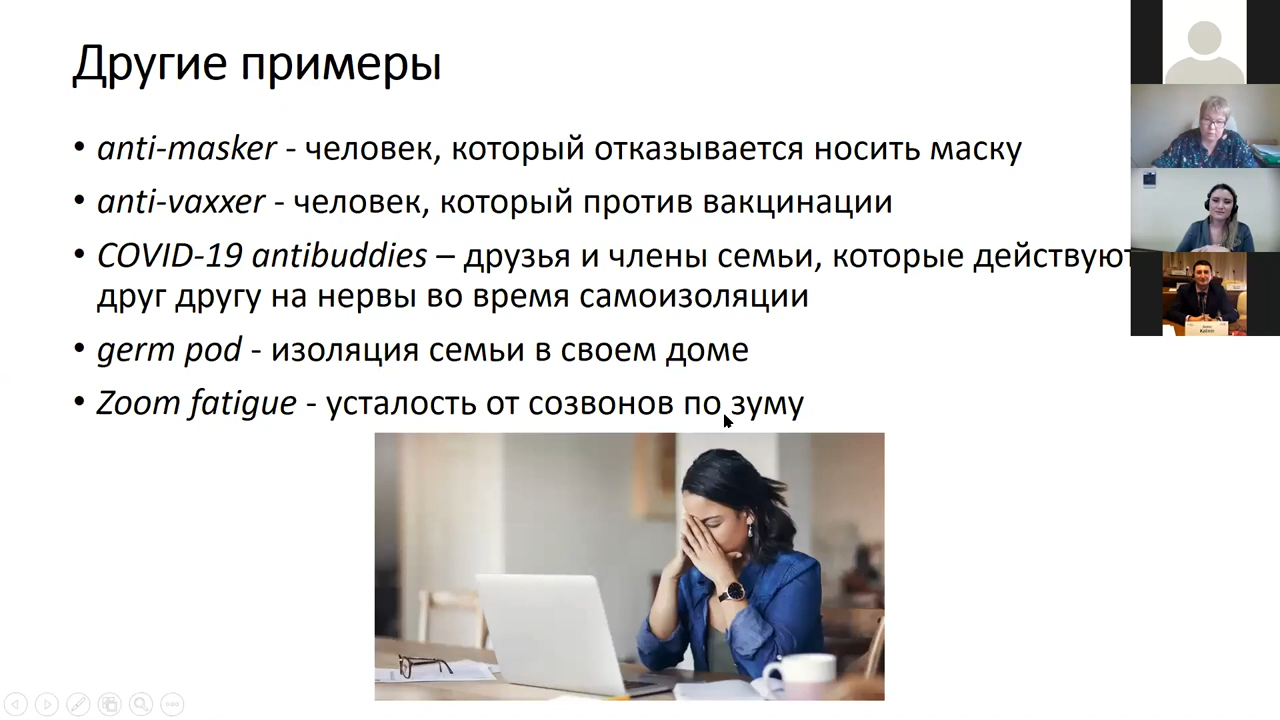 Другие примеры
• anti-masker - человек, который отказывается носить маску
• anti-vaxxer - человек, который против вакцинации
• COVID-19 antibuddies – друзья и члены семьи, которые действуют
друг другу на нервы во время самоизоляции
• germ pod - изоляция семьи в своем доме
• Zoom fatigue - усталость от созвонов по зуму